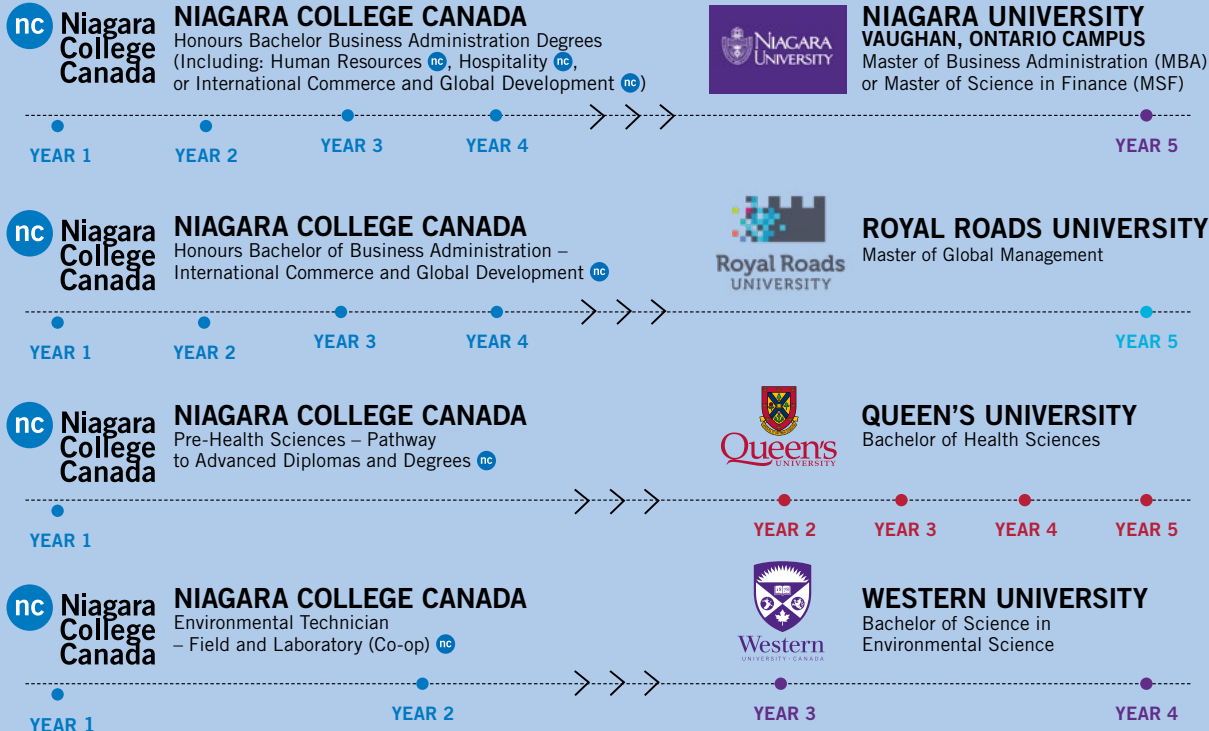 nc Niagara College Canada
NIAGARA COLLEGE CANADA
Honours Bachelor Business Administration Degrees
(Including: Human Resources nc, Hospitality nc,
or International Commerce and Global Development nc)
NIAGARA UNIVERSITY
NIAGARA UNIVERSITY
VAUGHAN, ONTARIO CAMPUS
Master of Business Administration (MBA)
or Master of Science in Finance (MSF)
YEAR 1 YEAR 2 YEAR 3 YEAR 4 YEAR 5
nc Niagara College Canada
NIAGARA COLLEGE CANADA
Honours Bachelor of Business Administration –
International Commerce and Global Development nc
Royal Roads
UNIVERSITY
ROYAL ROADS UNIVERSITY
Master of Global Management
YEAR 1 YEAR 2 YEAR 3 YEAR 4 YEAR 5
nc Niagara College Canada
NIAGARA COLLEGE CANADA
Pre-Health Sciences – Pathway
to Advanced Diplomas and Degrees nc
Queen's
UNIVERSITY
QUEEN'S UNIVERSITY
Bachelor of Health Sciences
YEAR 1 YEAR 2 YEAR 3 YEAR 4 YEAR 5
nc Niagara College Canada
NIAGARA COLLEGE CANADA
Environmental Technician
– Field and Laboratory (Co-op) nc
Western
UNIVERSITY · CANADA
WESTERN UNIVERSITY
Bachelor of Science in
Environmental Science
YEAR 1 YEAR 2 YEAR 3 YEAR 4